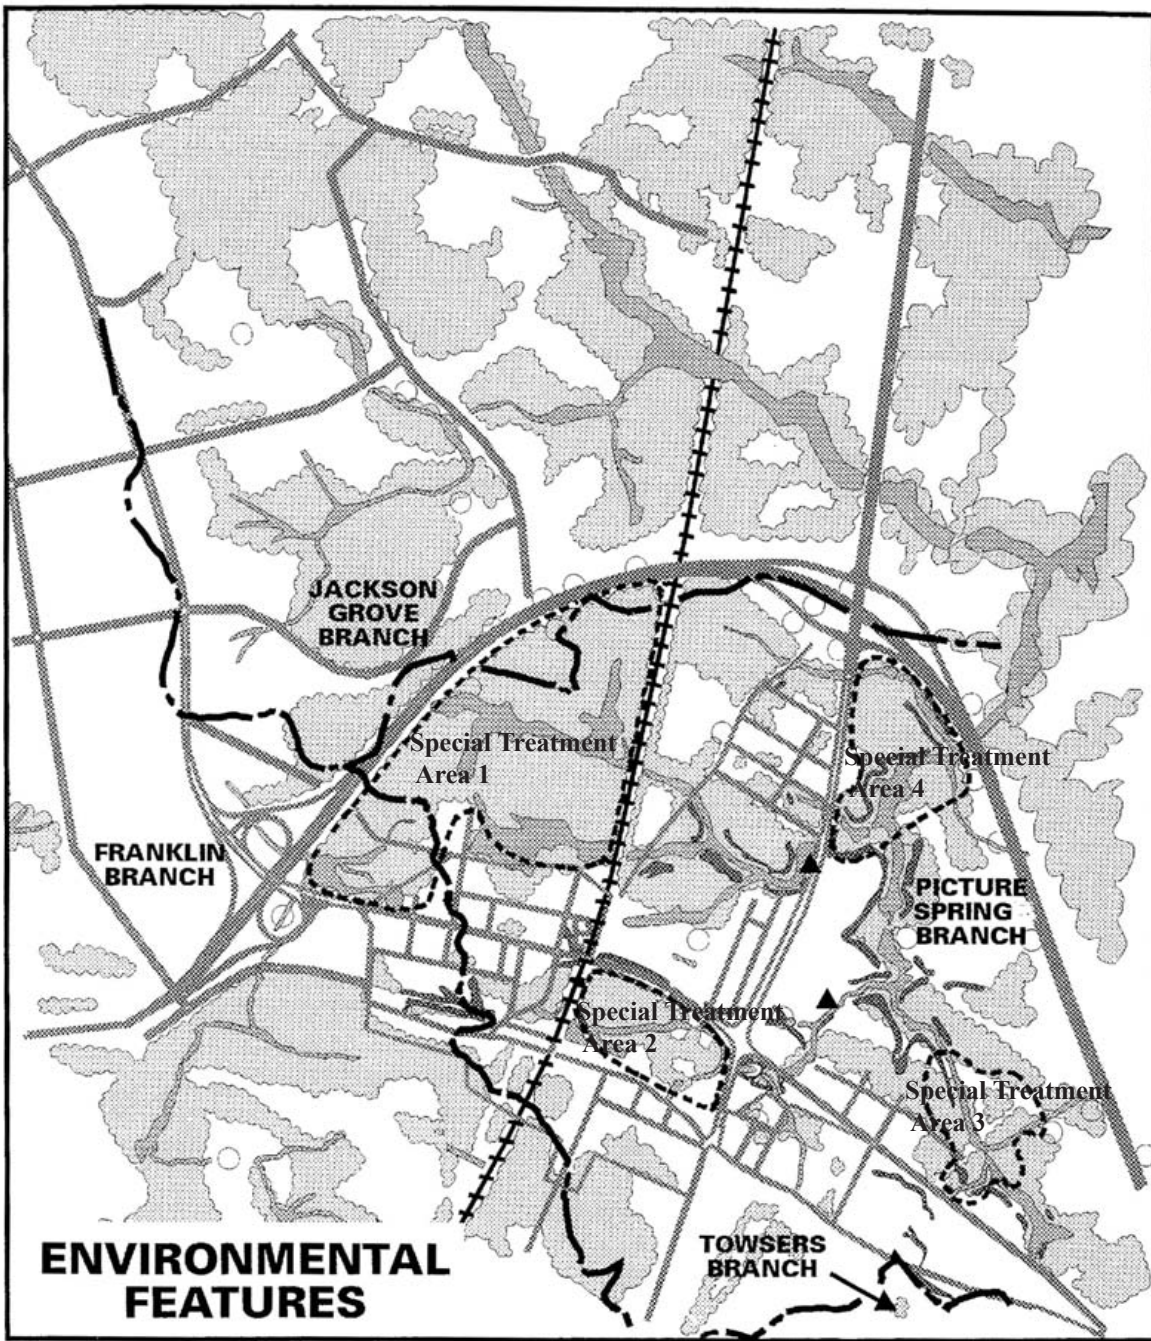 JACKSON
GROVE
BRANCH
Special Treatment
Area 1
Special Treatment
Area 4
FRANKLIN
BRANCH
PICTURE
SPRING
BRANCH
Special Treatment
Area 2
Special Treatment
Area 3
TOWSERS
BRANCH
ENVIRONMENTAL
FEATURES